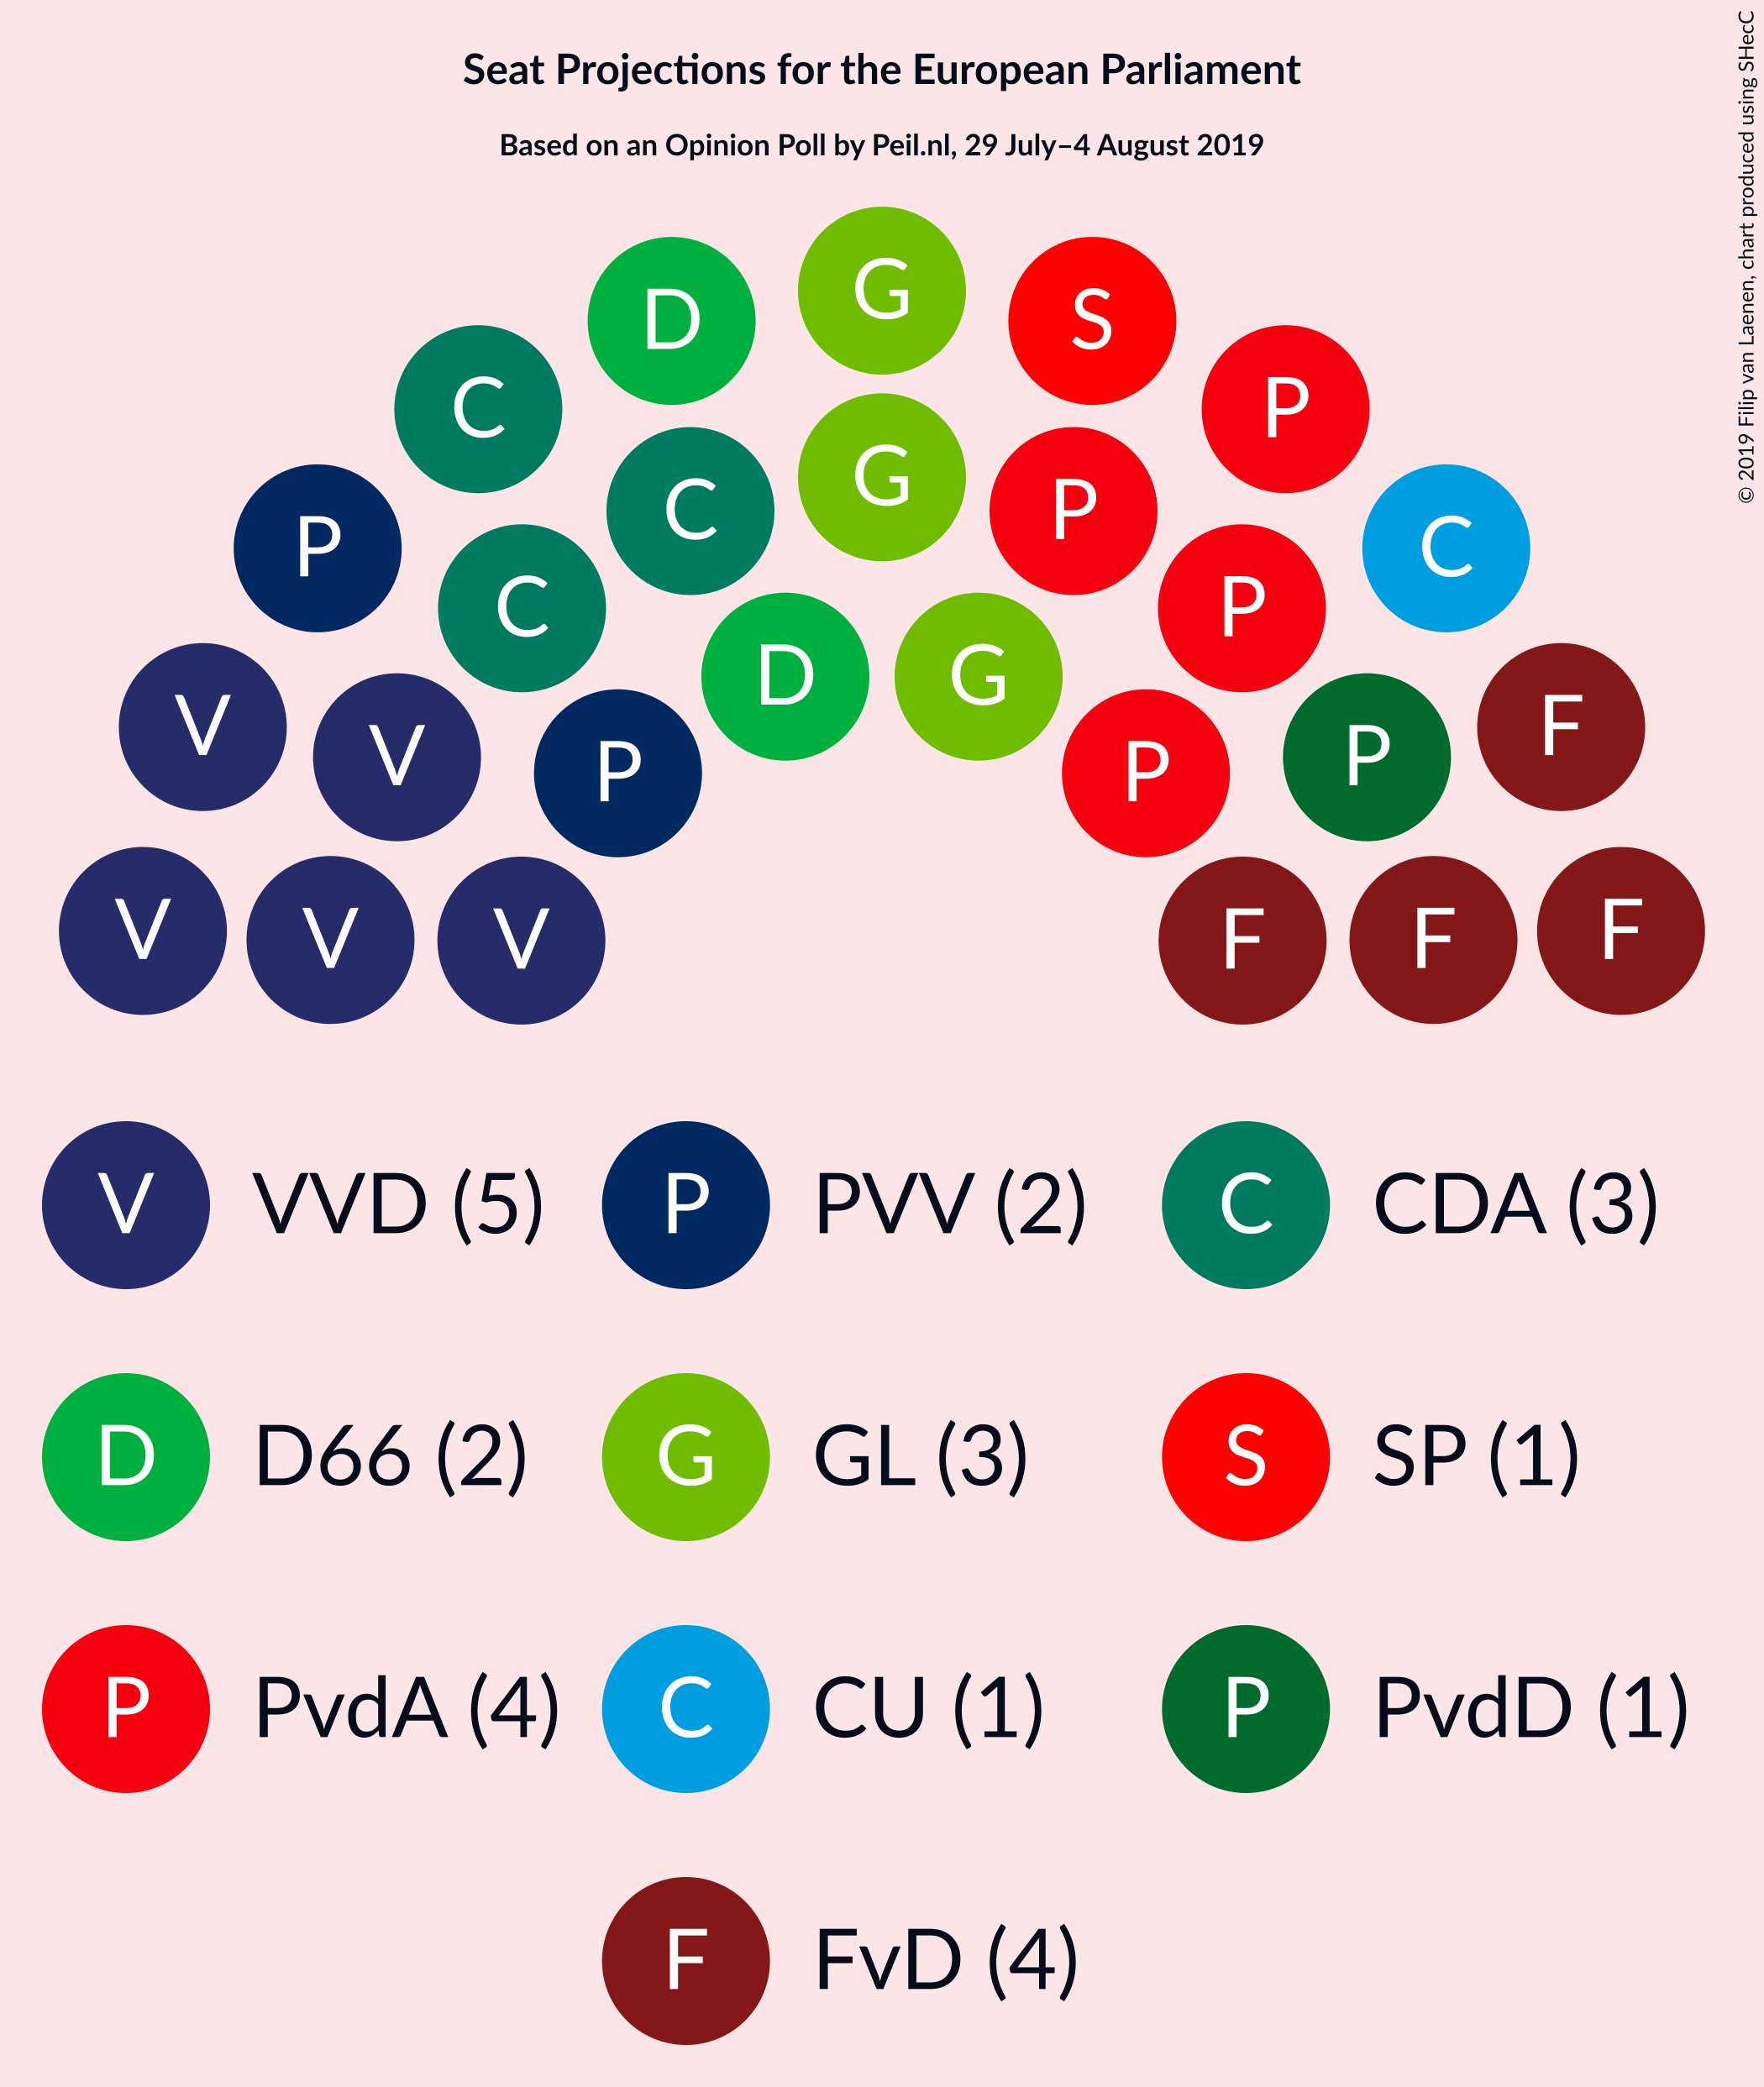 Seat Projections for the European Parliament
Based on an Opinion Poll by Peil.nl, 29 July–4 August 2019
© 2019 Filip van Laenen, chart produced using SHecC
G
D S
C P
G
C P
P C
C P
D G
V F
V P
P P
V F
V F
V F
V VVD (5) P PVV (2) C CDA (3)
D D66 (2) G GL (3) S SP (1)
P PvdA (4) C CU (1) P PvdD (1)
F FvD (4)